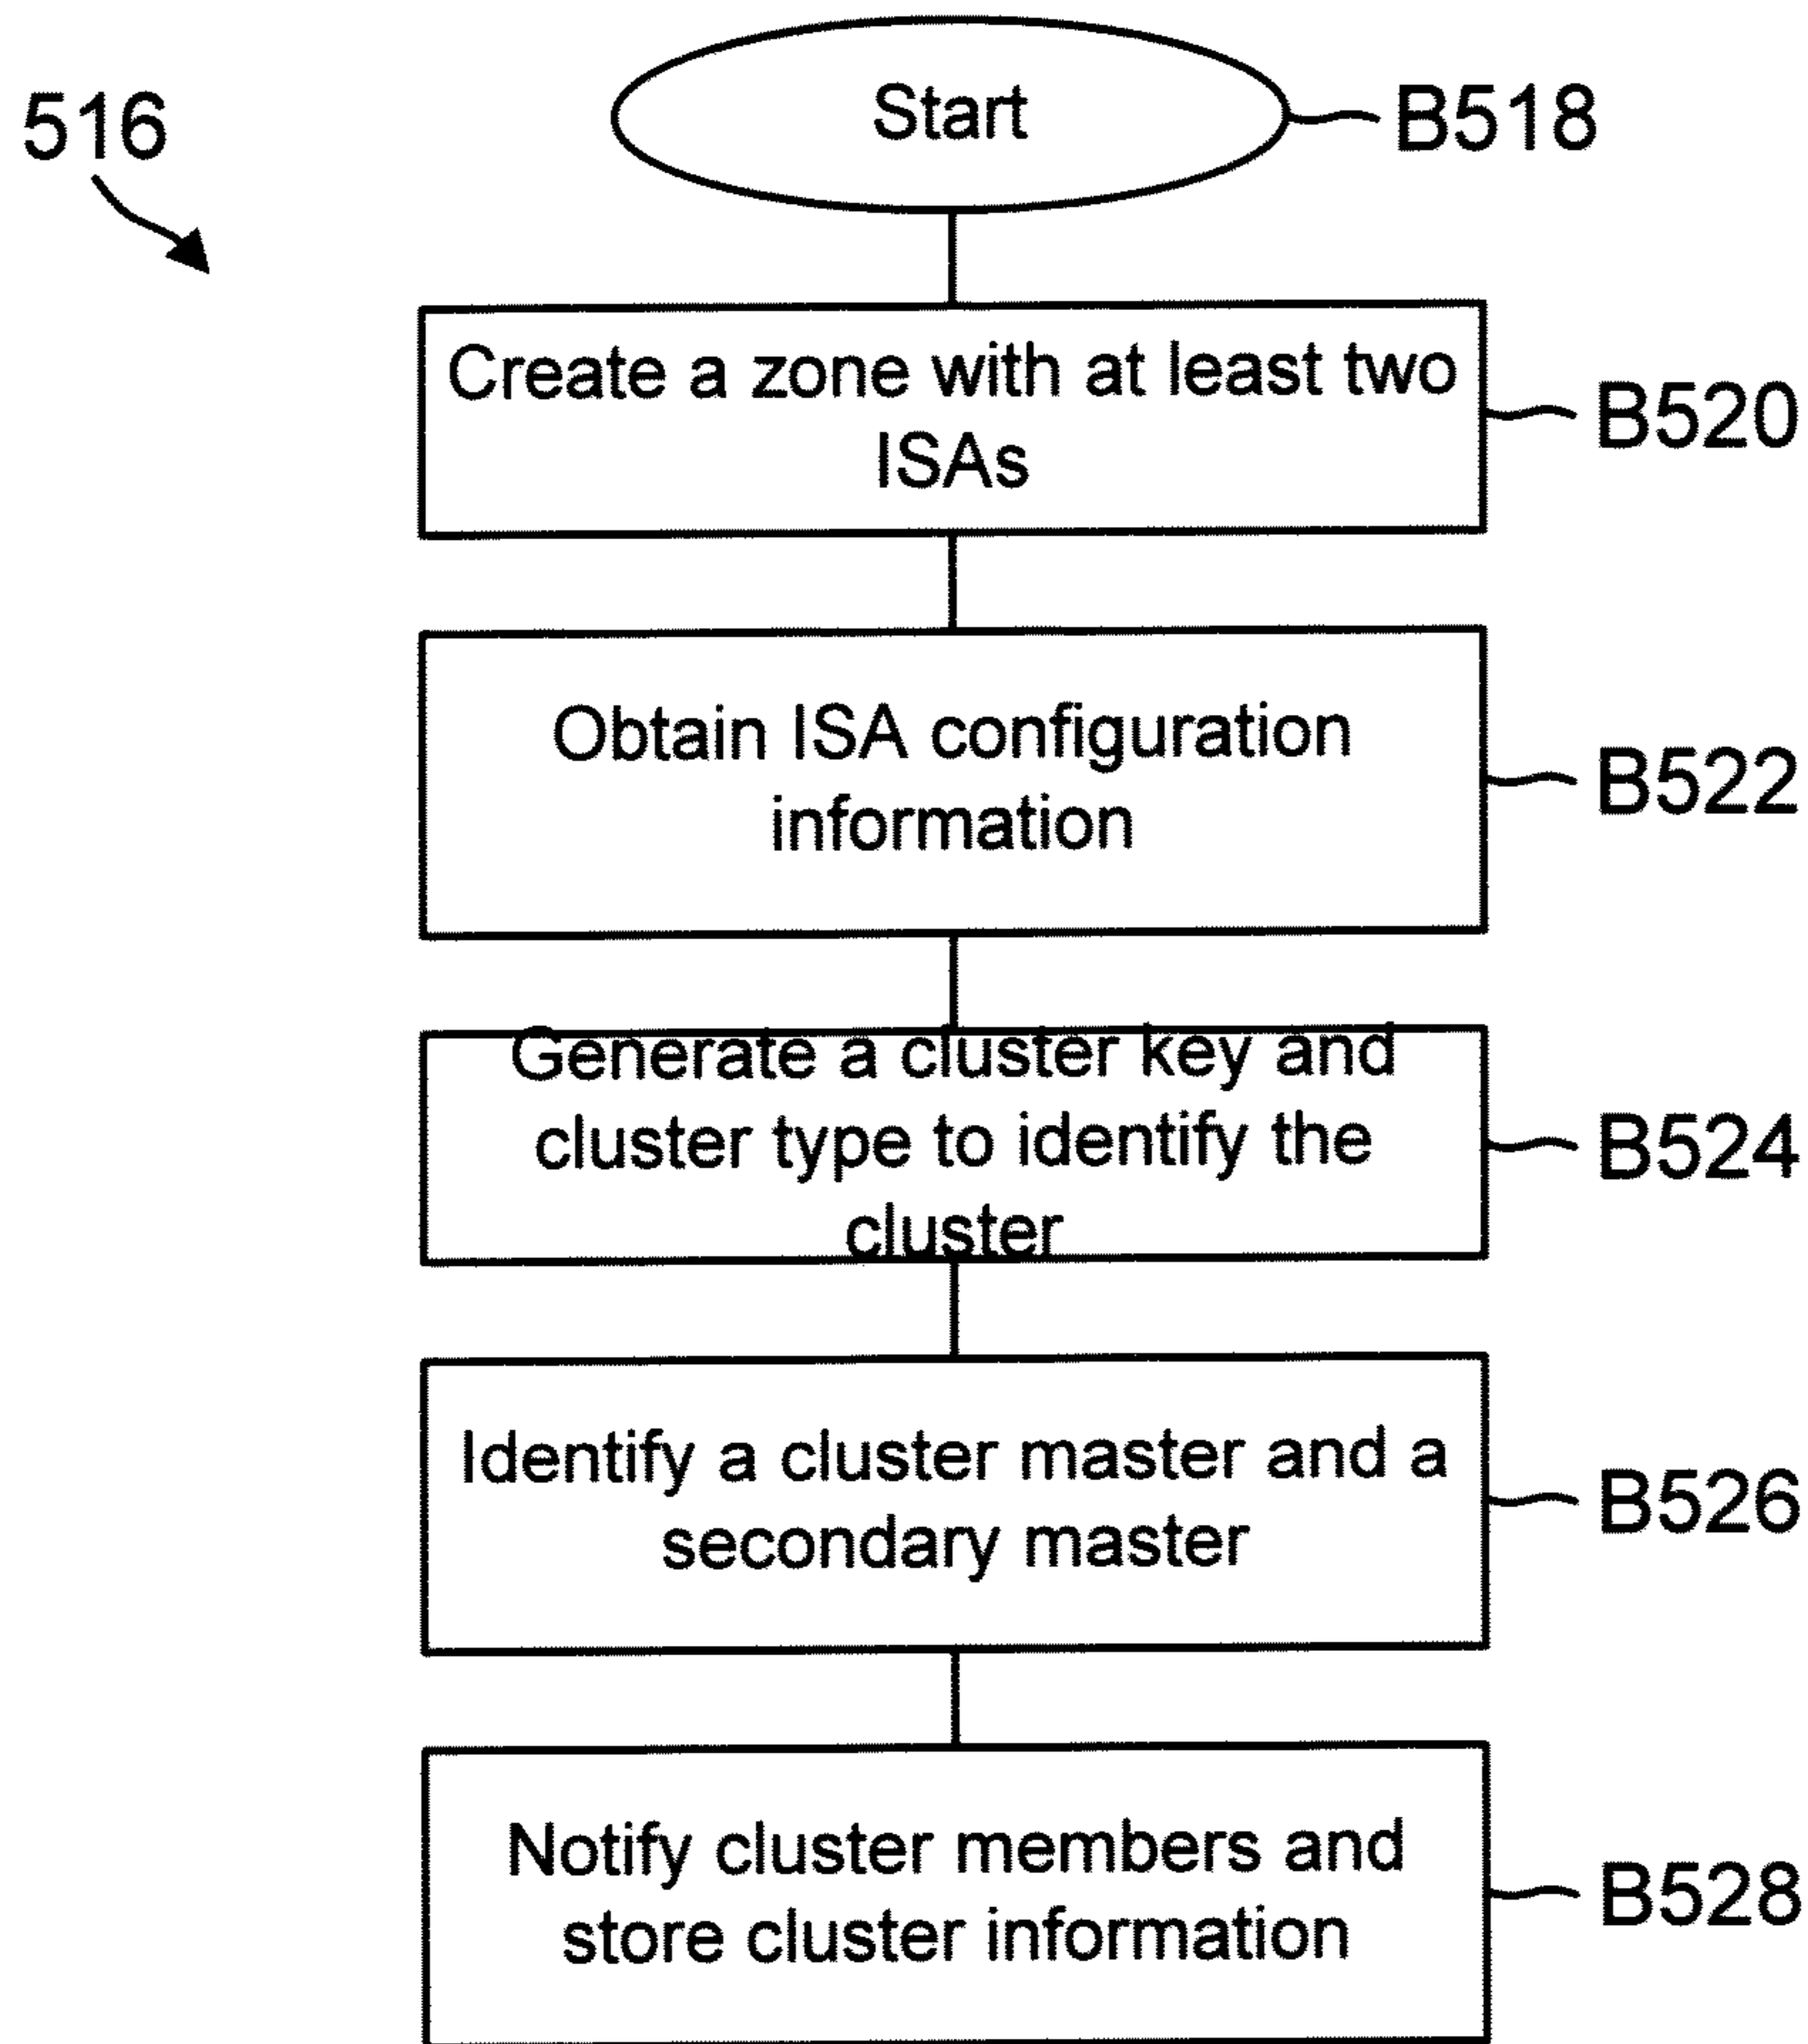 516
Start
B518
Create a zone with at least two
ISAs
B520
Obtain ISA configuration
information
B522
Generate a cluster key and
cluster type to identify the
cluster
B524
Identify a cluster master and a
secondary master
B526
Notify cluster members and
store cluster information
B528